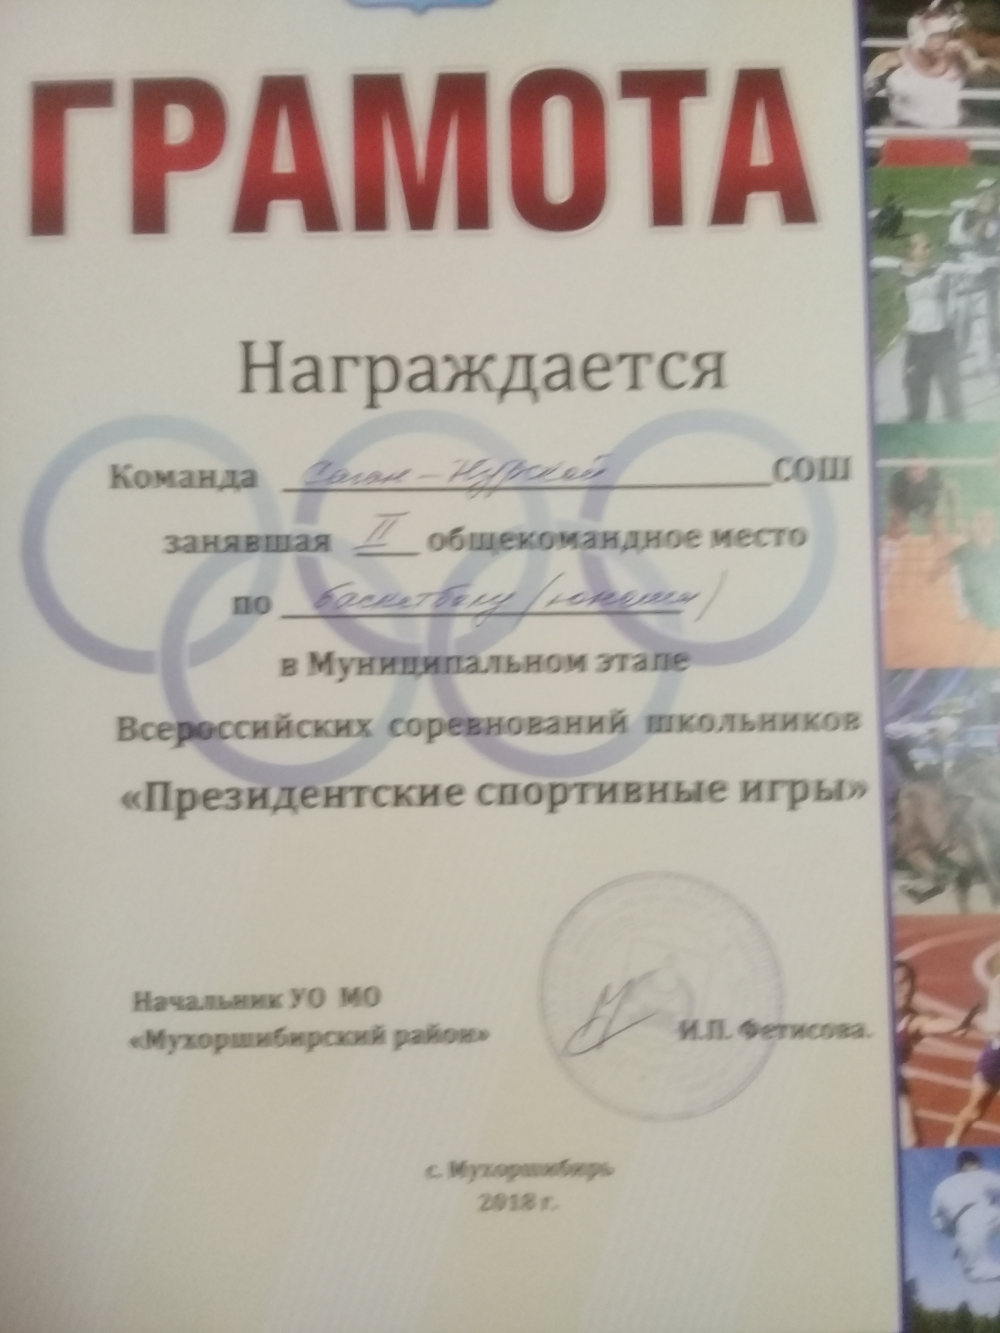 ГРАМОТА
Награждается
Команда Саган-Нурской СОШ
занявшая II общекомандное место
по баскетболу (юноши)
в Муниципальном этапе
Всероссийских соревнований школьников
«Президентские спортивные игры»
Начальник УО МО
«Мухоршибирский район»
И.П. Фетисова.
с. Мухоршибирь
2018 г.